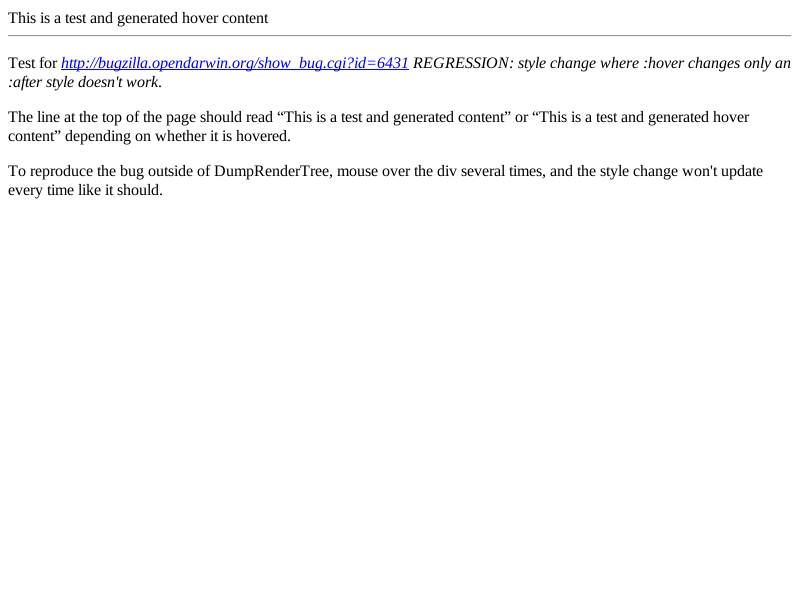 This is a test and generated hover content
Test for http://bugzilla.opendarwin.org/show_bug.cgi?id=6431 REGRESSION: style change where :hover changes only an
:after style doesn't work.
The line at the top of the page should read “This is a test and generated content” or “This is a test and generated hover
content” depending on whether it is hovered.
To reproduce the bug outside of DumpRenderTree, mouse over the div several times, and the style change won't update
every time like it should.